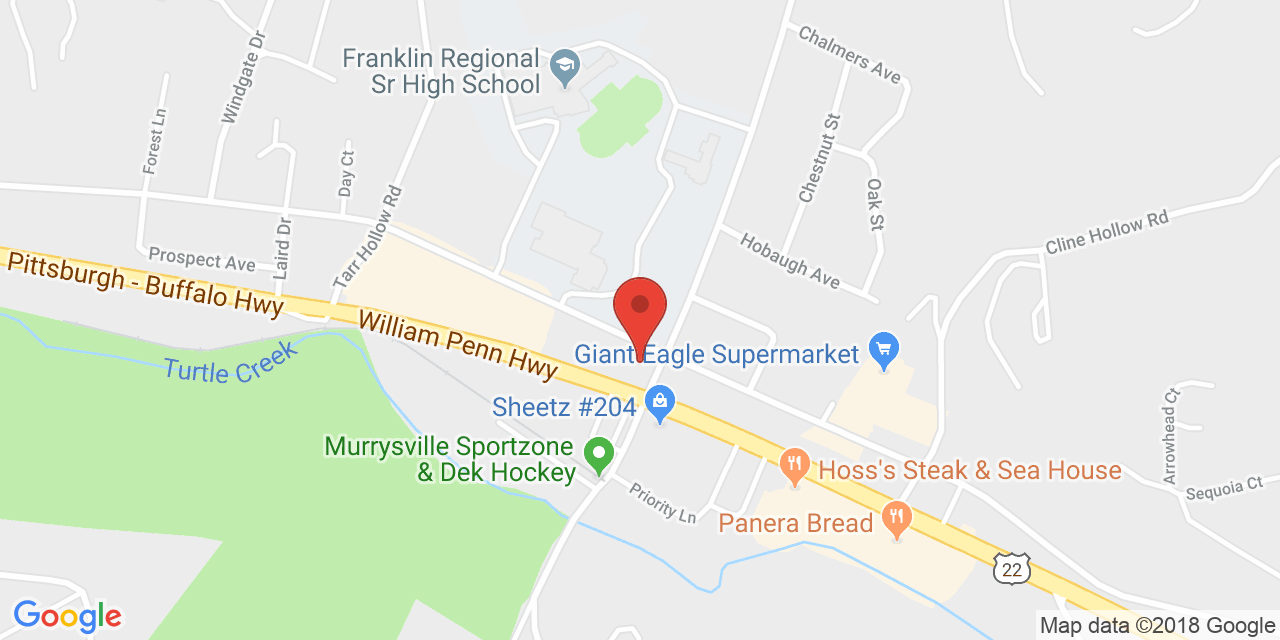 Chalmers Ave
Windgate Dr
Franklin Regional
Sr High School
Forest Ln
Day Ct
Chestnut St
Oak St
Tarr Hollow Rd
Laird Dr
Prospect Ave
Cline Hollow Rd
Hobaugh Ave
Pittsburgh - Buffalo Hwy
William Penn Hwy
Turtle Creek
Giant Eagle Supermarket
Sheetz #204
Arrowhead Ct
Murrysville Sportzone
& Dek Hockey
Hoss's Steak & Sea House
Sequoia Ct
Priority Ln
Panera Bread
22
Google
Map data ©2018 Google